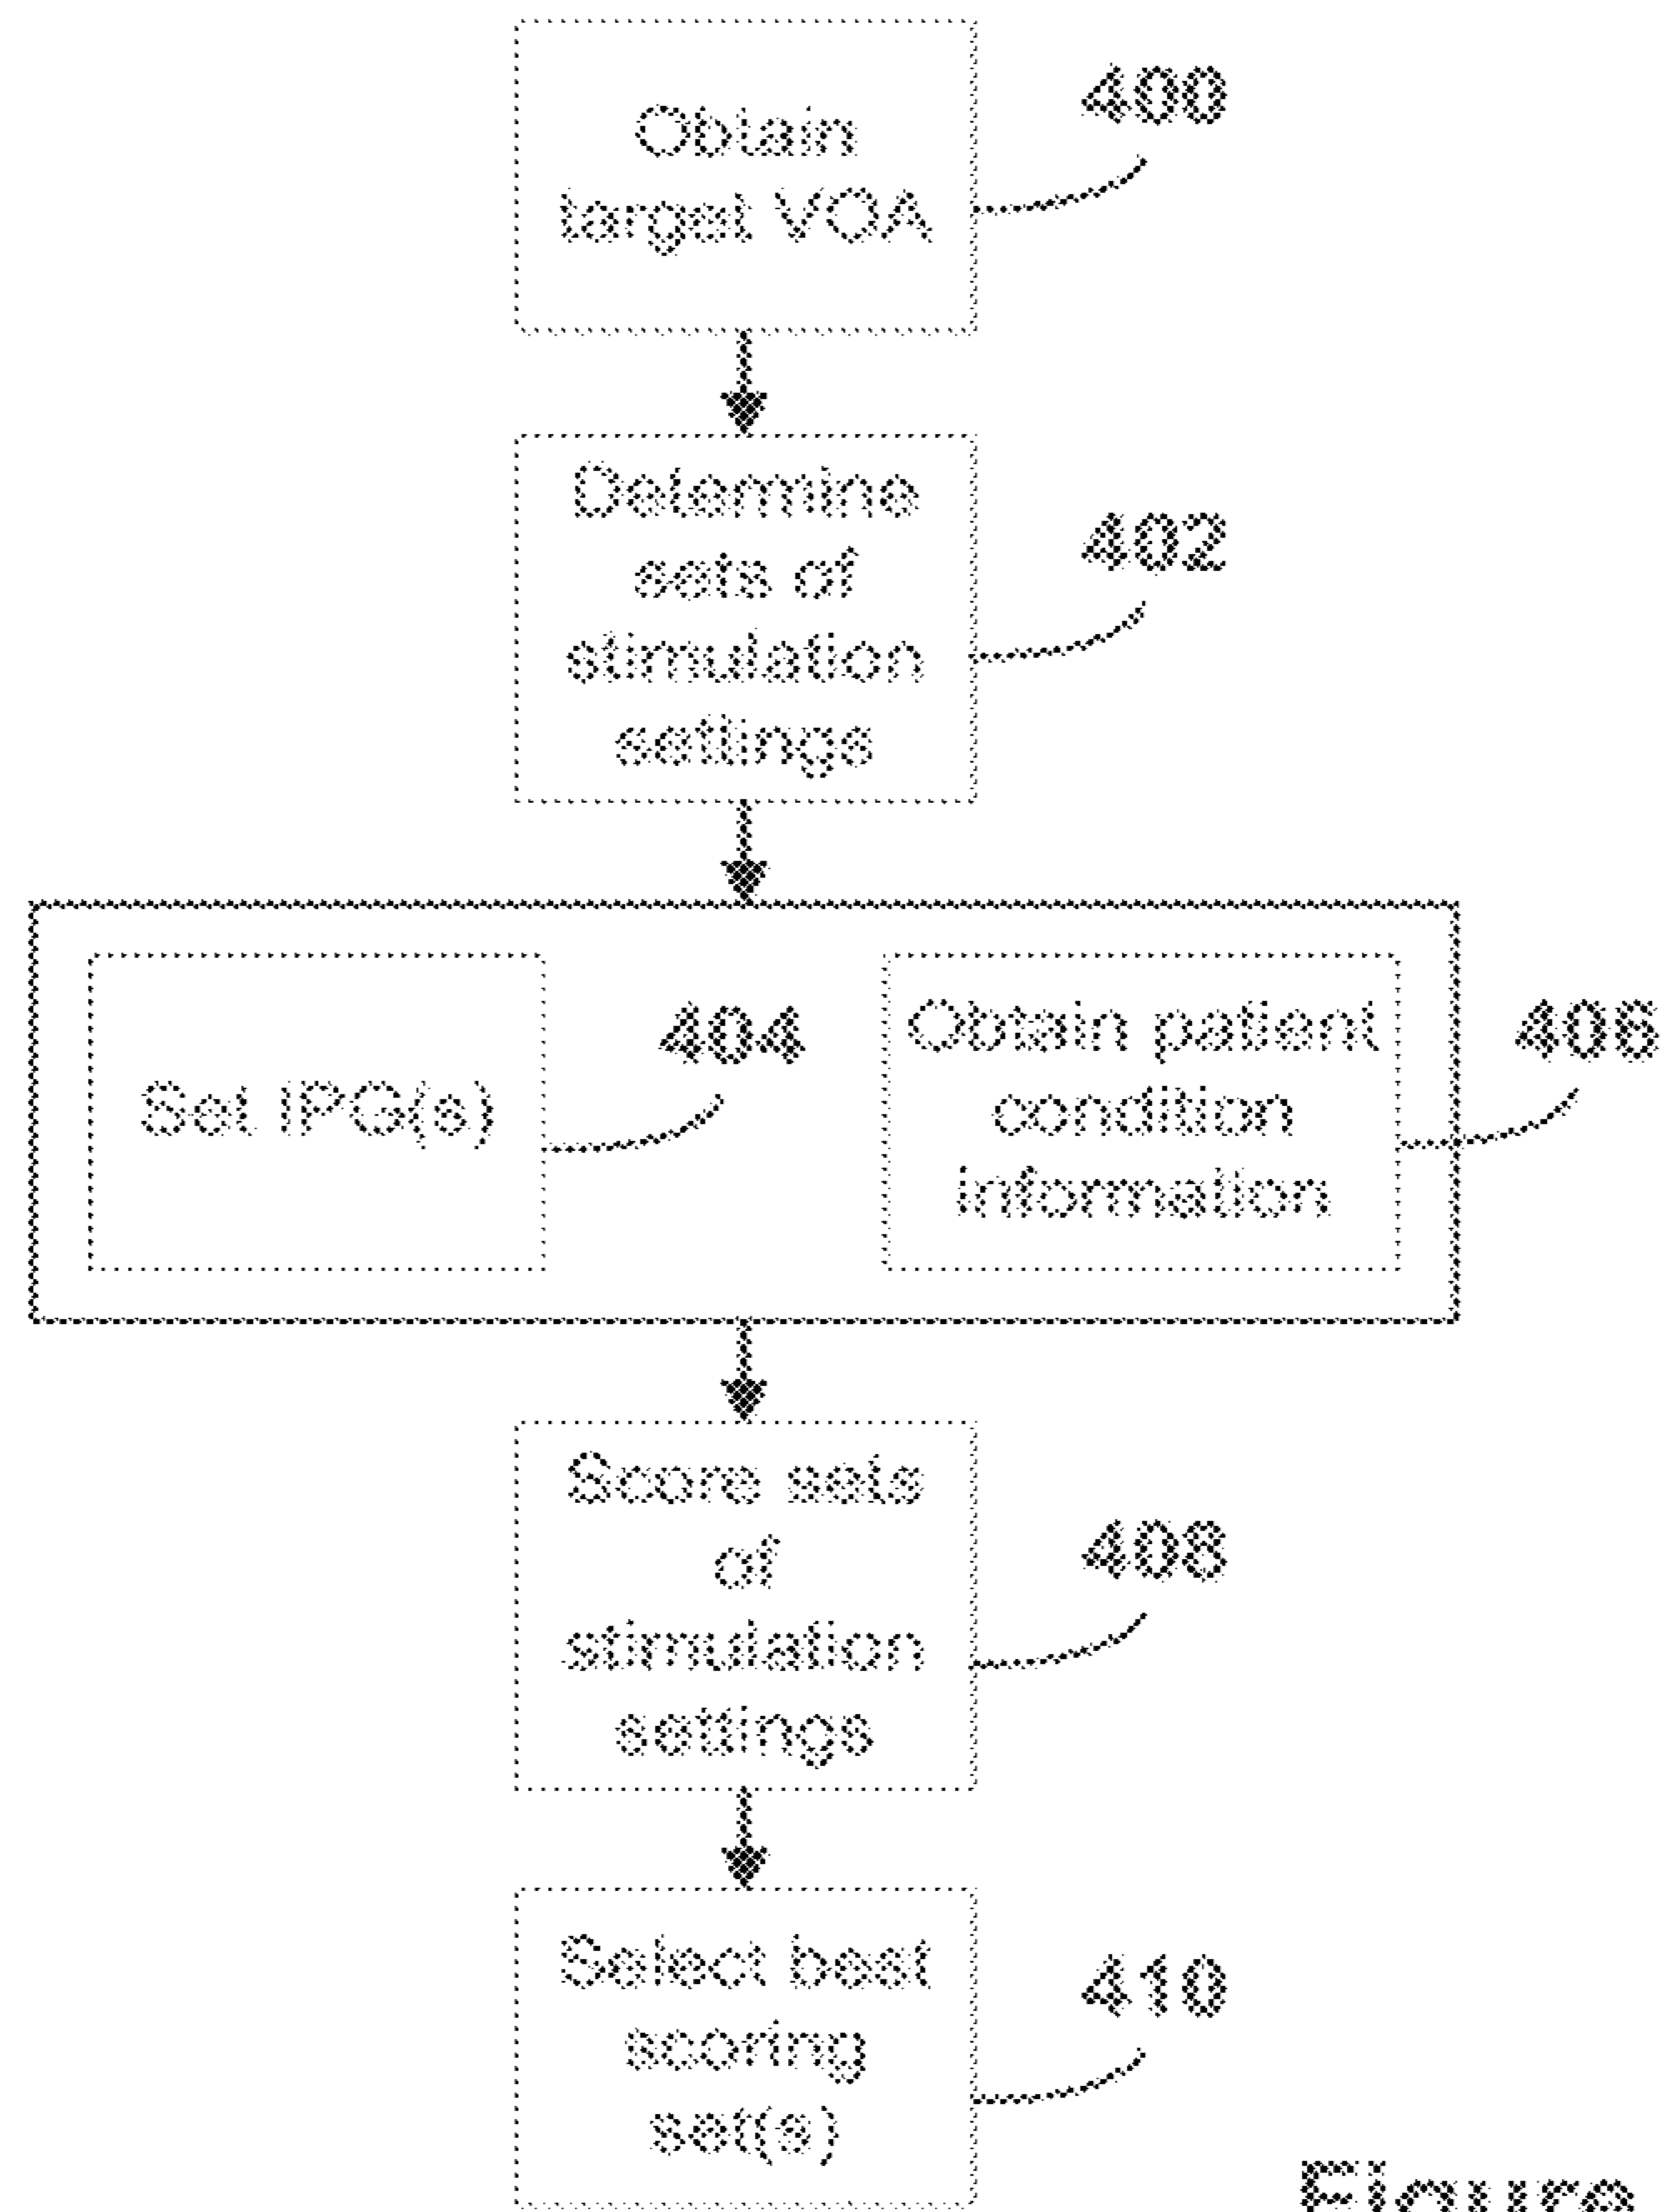 Obtain
target VOA
400
Determine
sets of
stimulation
settings
402
Set IPG(s)
404
Obtain patient
condition
information
406
Score sets
of
stimulation
settings
408
Select best
scoring
set(s)
410
Figure